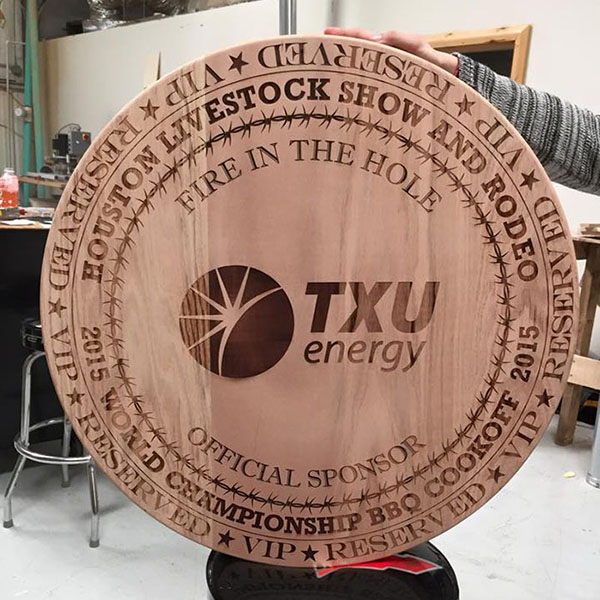 RESERVED ★ VIP ★ RESERVED ★ VIP ★ RESERVED ★ VIP ★ RESERVED ★ VIP ★ RESERVED ★ VIP ★
HOUSTON LIVESTOCK SHOW AND RODEO
FIRE IN THE HOLE
TXU
energy
OFFICIAL SPONSOR
2015 WORLD CHAMPIONSHIP BBQ COOKOFF 2015